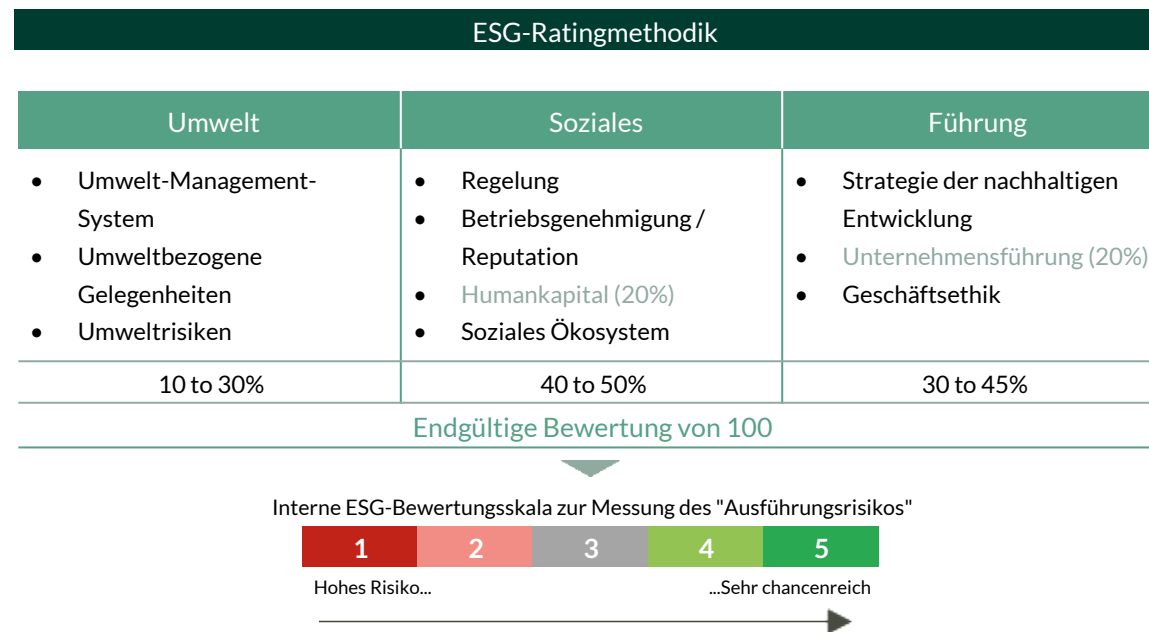 ESG-Ratingmethodik
Umwelt
Soziales
Führung
• Umwelt-Management-
System
• Umweltbezogene
Gelegenheiten
• Umweltrisiken
• Regelung
• Betriebsgenehmigung /
Reputation
• Humankapital (20%)
• Soziales Ökosystem
• Strategie der nachhaltigen
Entwicklung
• Unternehmensführung (20%)
• Geschäftsethik
10 to 30%
40 to 50%
30 to 45%
Endgültige Bewertung von 100
Interne ESG-Bewertungsskala zur Messung des "Ausführungsrisikos"
1 2 3 4 5
Hohes Risiko... ...Sehr chancenreich